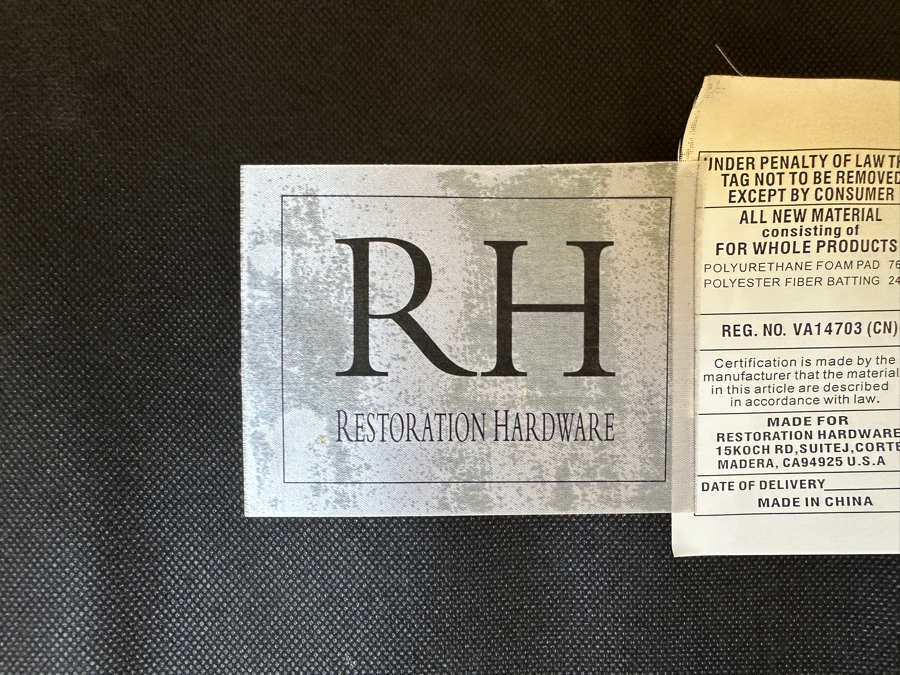 RH
RESTORATION HARDWARE
UNDER PENALTY OF LAW TH
TAG NOT TO BE REMOVED
EXCEPT BY CONSUMER
ALL NEW MATERIAL
consisting of
FOR WHOLE PRODUCTS
POLYURETHANE FOAM PAD 76
POLYESTER FIBER BATTING 24
REG. NO. VA14703 (CN)
Certification is made by the
manufacturer that the material
in this article are described
in accordance with law.
MADE FOR
RESTORATION HARDWARE
15KOCH RD,SUITEJ,CORTE
MADERA, CA94925 U.S.A
DATE OF DELIVERY
MADE IN CHINA